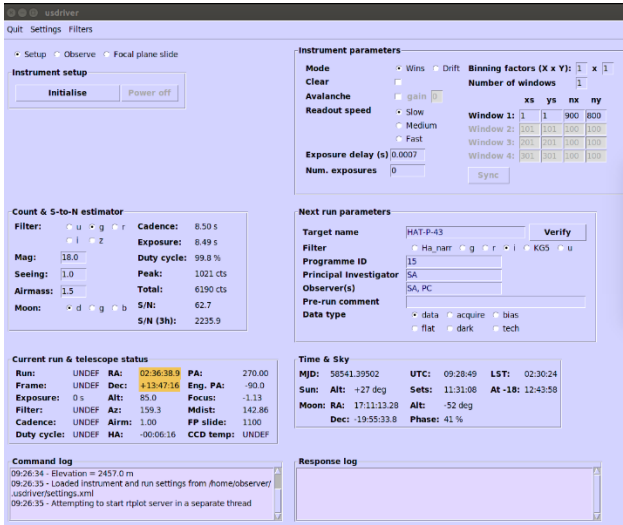 usdriver
Quit Settings Filters
Setup Observe Focal plane slide
Instrument setup
Initialise Power off
Instrument parameters
Mode Wins Drift Binning factors (X x Y): 1 x 1
Clear Number of windows 1
Avalanche gain 0
xs ys nx ny
Readout speed Slow
Window 1: 1 1 900 800
Medium
Window 2: 101 101 100 100
Fast
Window 3: 201 201 100 100
Exposure delay (s) 0.0007
Window 4: 301 301 100 100
Num. exposures 0
Sync
Count & S-to-N estimator
Filter: u g r Cadence: 8.50 s
i z Exposure: 8.49 s
Mag: 18.0 Duty cycle: 99.8 %
Seeing: 1.0 Peak: 1021 cts
Airmass: 1.5 Total: 6190 cts
Moon: d g b S/N: 62.7
S/N (3h): 2235.9
Next run parameters
Target name HAT-P-43 Verify
Filter Ha_narr g r i KG5 u
Programme ID 15
Principal Investigator SA
Observer(s) SA, PC
Pre-run comment
Data type data acquire bias
flat dark tech
Current run & telescope status
Run: UNDEF RA: 02:36:38.9 PA: 270.00
Frame: UNDEF Dec: +13:47:16 Eng. PA: -90.0
Exposure: 0 s Alt: 85.0 Focus: -1.13
Filter: UNDEF Az: 159.3 Mdist: 142.86
Cadence: UNDEF Airm: 1.00 FP slide: 1100
Duty cycle: UNDEF HA: -00:06:16 CCD temp: UNDEF
Time & Sky
MJD: 58541.39502 UTC: 09:28:49 LST: 02:30:24
Sun: Alt: +27 deg Sets: 11:31:08 At -18: 12:43:58
Moon: RA: 17:11:13.28 Alt: -52 deg
Dec: -19:55:33.8 Phase: 41 %
Command log
09:26:34 - Elevation = 2457.0 m
09:26:35 - Loaded instrument and run settings from /home/observer/
.usdriver/settings.xml
09:26:35 - Attempting to start rtplot server in a separate thread
Response log